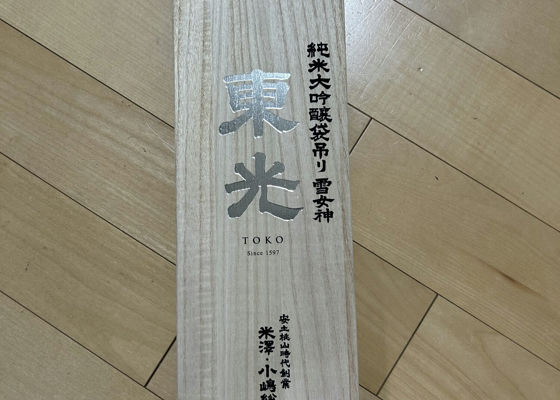 純米大吟醸袋吊り 雪女神
東光
TOKO
Since 1597
安土桃山時代創業
米澤・小嶋総